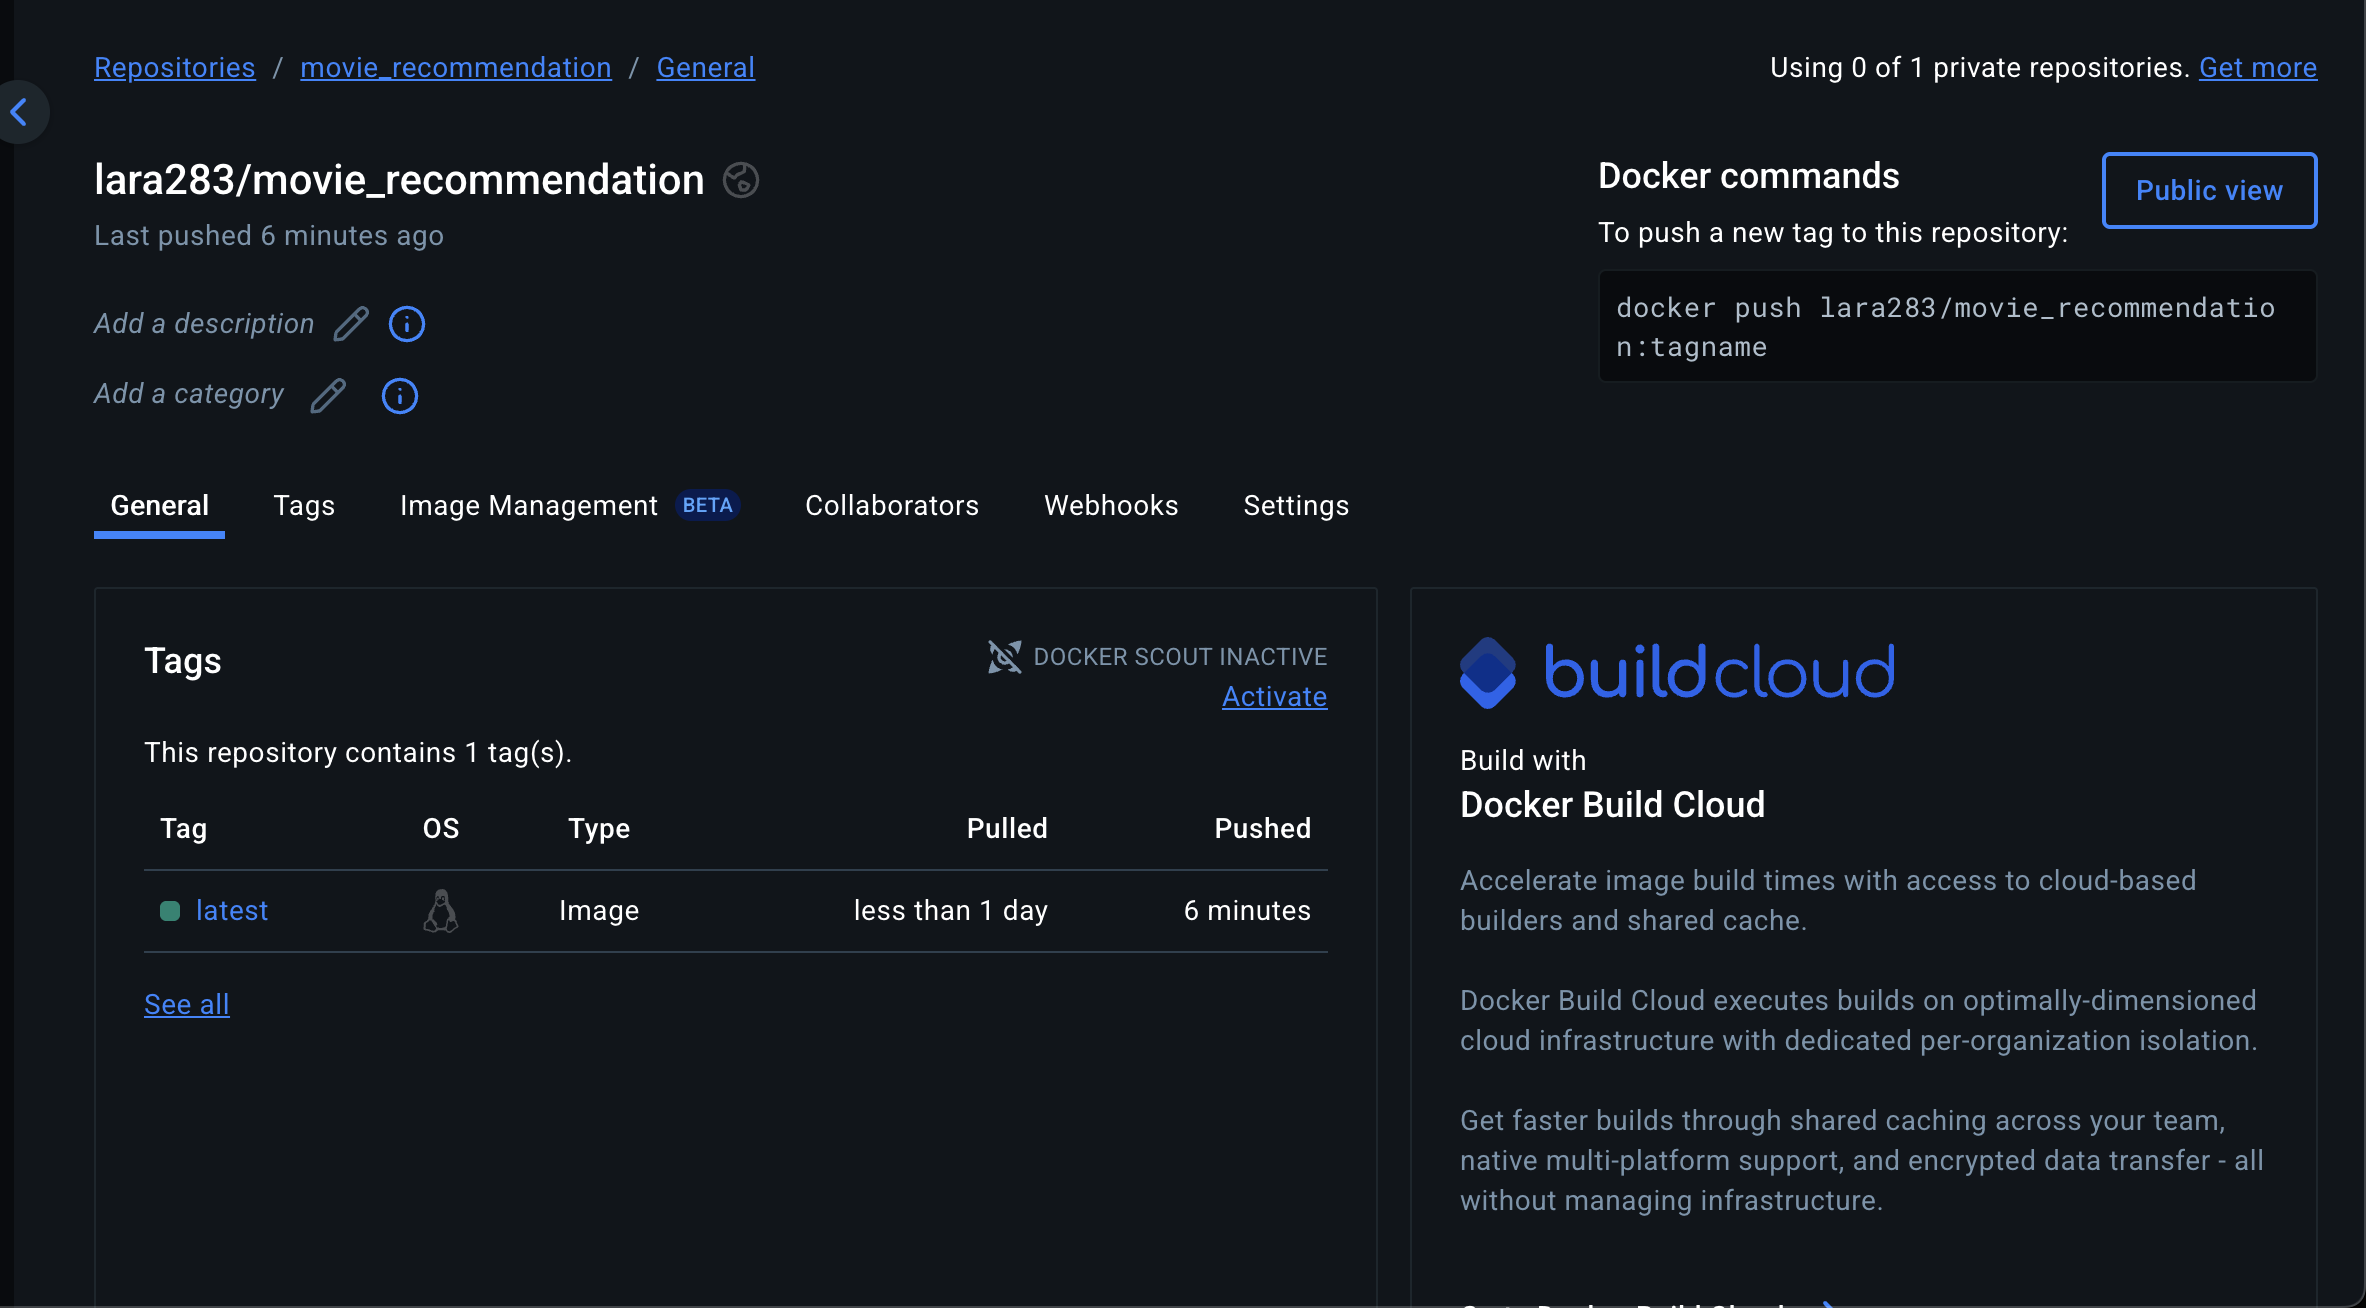 Repositories / movie_recommendation / General
Using 0 of 1 private repositories. Get more
lara283/movie_recommendation
Last pushed 6 minutes ago
Add a description
Add a category
Docker commands
Public view
To push a new tag to this repository:
docker push lara283/movie_recommendatio
n:tagname
General Tags Image Management BETA Collaborators Webhooks Settings
Tags
DOCKER SCOUT INACTIVE
Activate
This repository contains 1 tag(s).
Tag OS Type Pulled Pushed
latest Image less than 1 day 6 minutes
See all
buildcloud
Build with
Docker Build Cloud
Accelerate image build times with access to cloud-based
builders and shared cache.
Docker Build Cloud executes builds on optimally-dimensioned
cloud infrastructure with dedicated per-organization isolation.
Get faster builds through shared caching across your team,
native multi-platform support, and encrypted data transfer - all
without managing infrastructure.